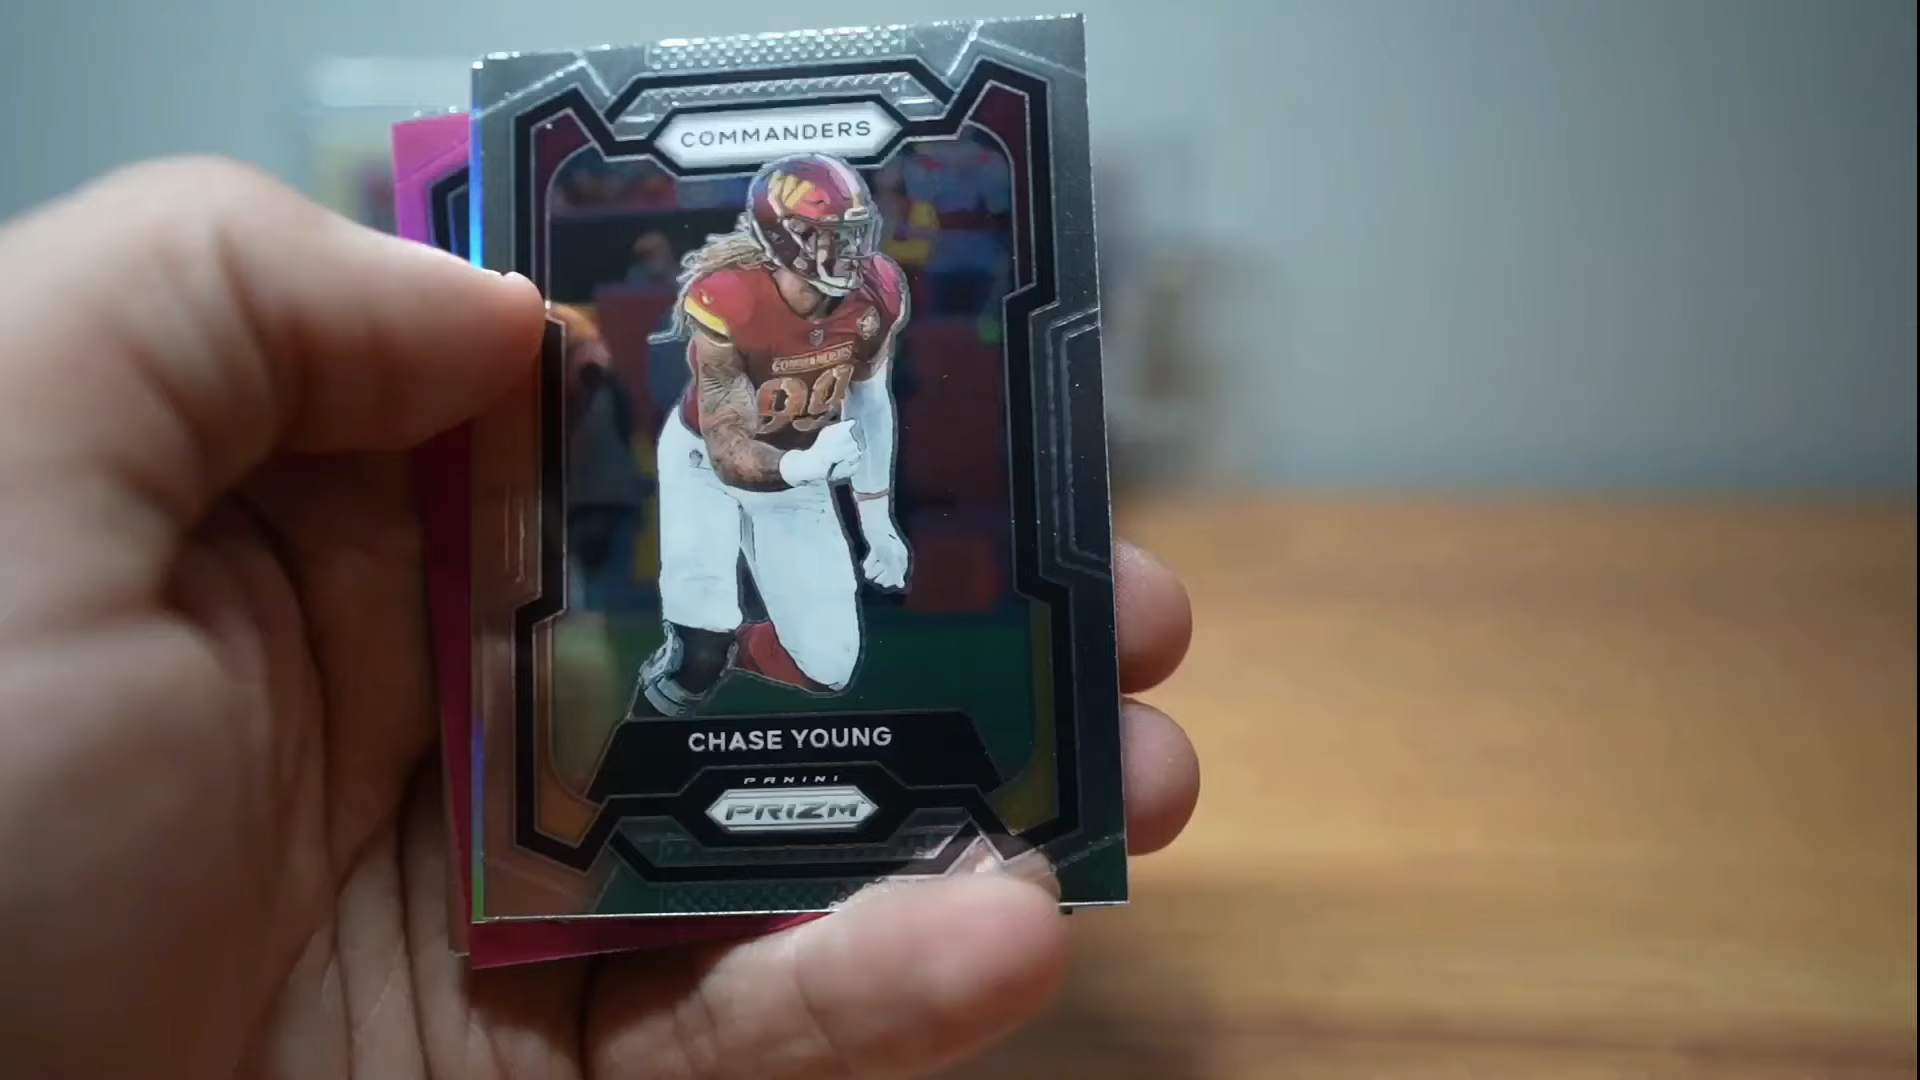 COMMANDERS
COMMANDERS
99
CHASE YOUNG
PANINI
PRIZM